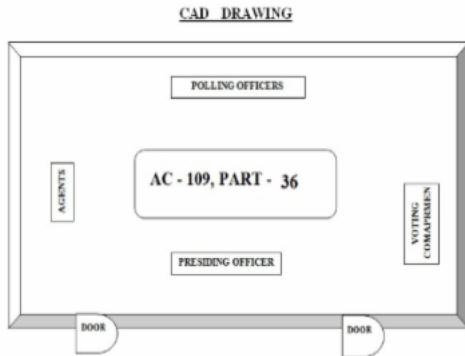 CAD DRAWING
POLLING OFFICERS
AGENTS
AC - 109, PART - 36
VOTING
COMAPRMEN
PRESIDING OFFICER
DOOR
DOOR